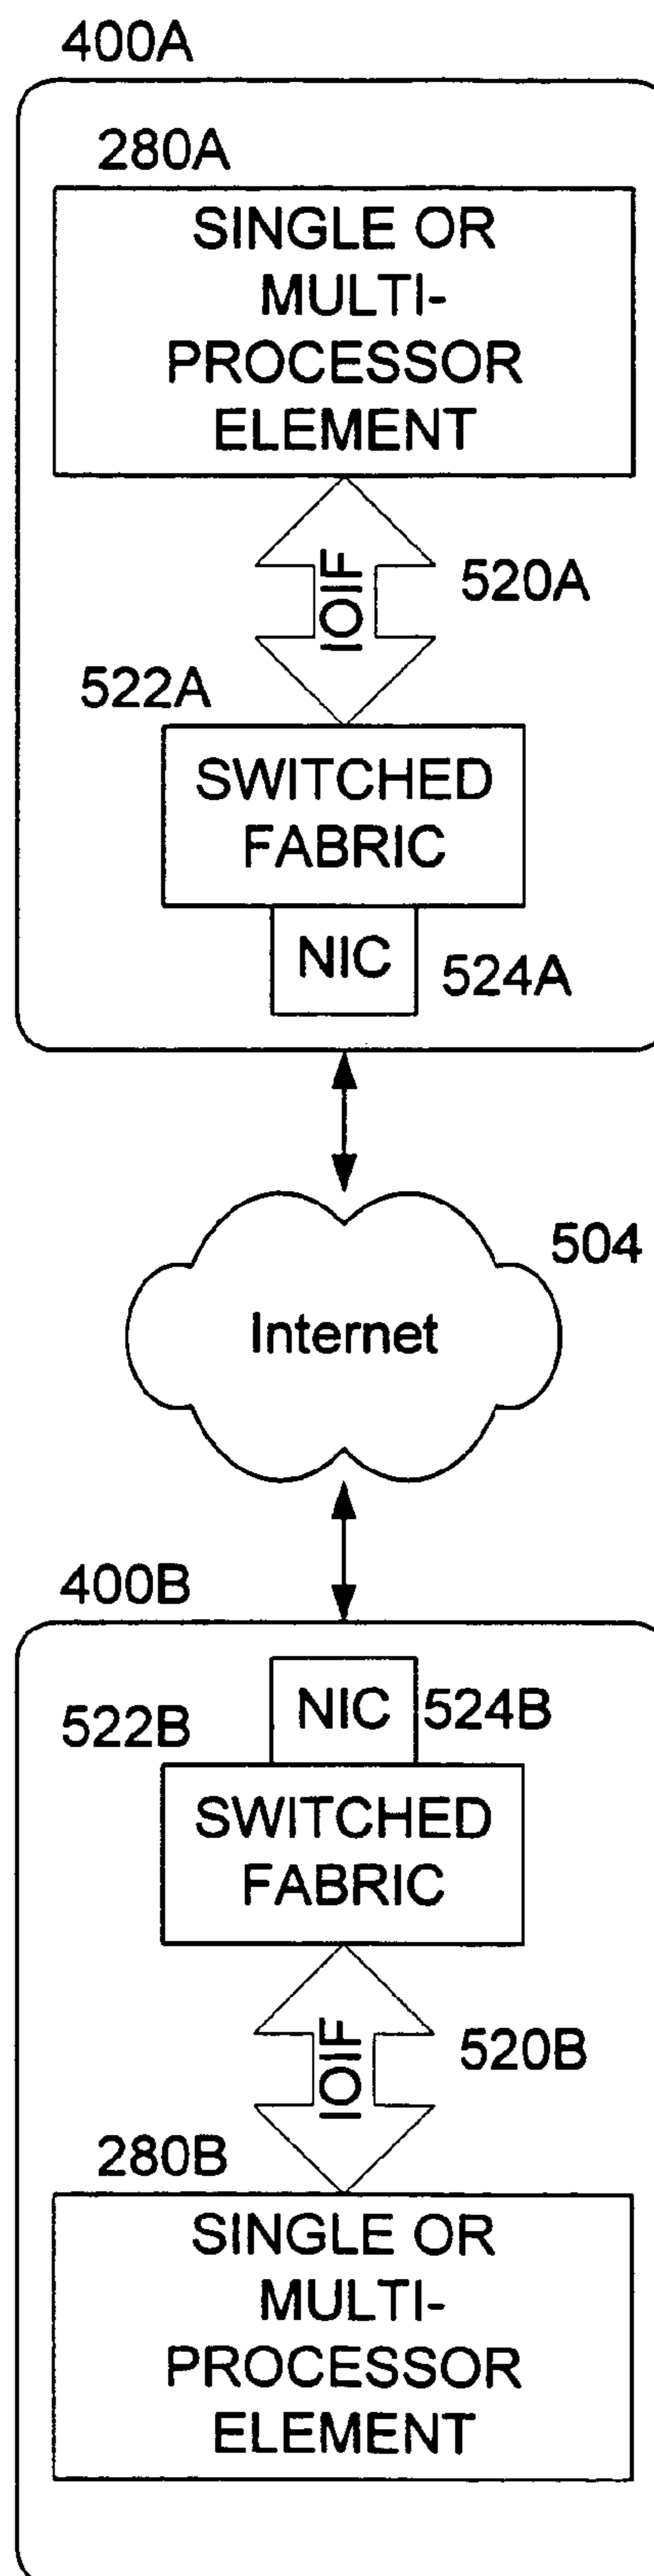 400A
280A
SINGLE OR
MULTI-
PROCESSOR
ELEMENT
IOIF
520A
522A
SWITCHED
FABRIC
NIC
524A
504
Internet
400B
NIC
524B
522B
SWITCHED
FABRIC
IOIF
520B
280B
SINGLE OR
MULTI-
PROCESSOR
ELEMENT